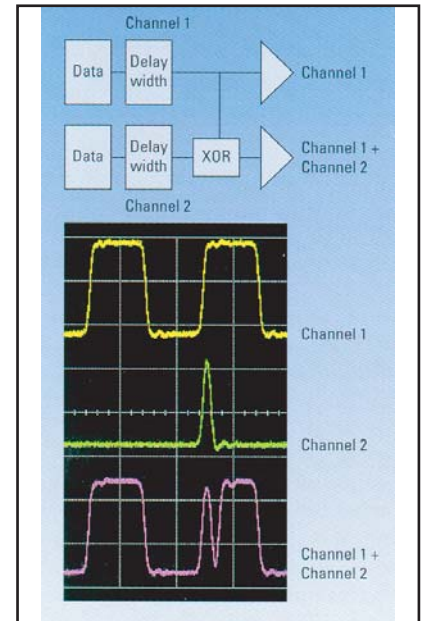 Channel 1
Data
Delay
width
Channel 1
Data
Delay
width
XOR
Channel 1 +
Channel 2
Channel 2
Channel 1
Channel 2
Channel 1 +
Channel 2